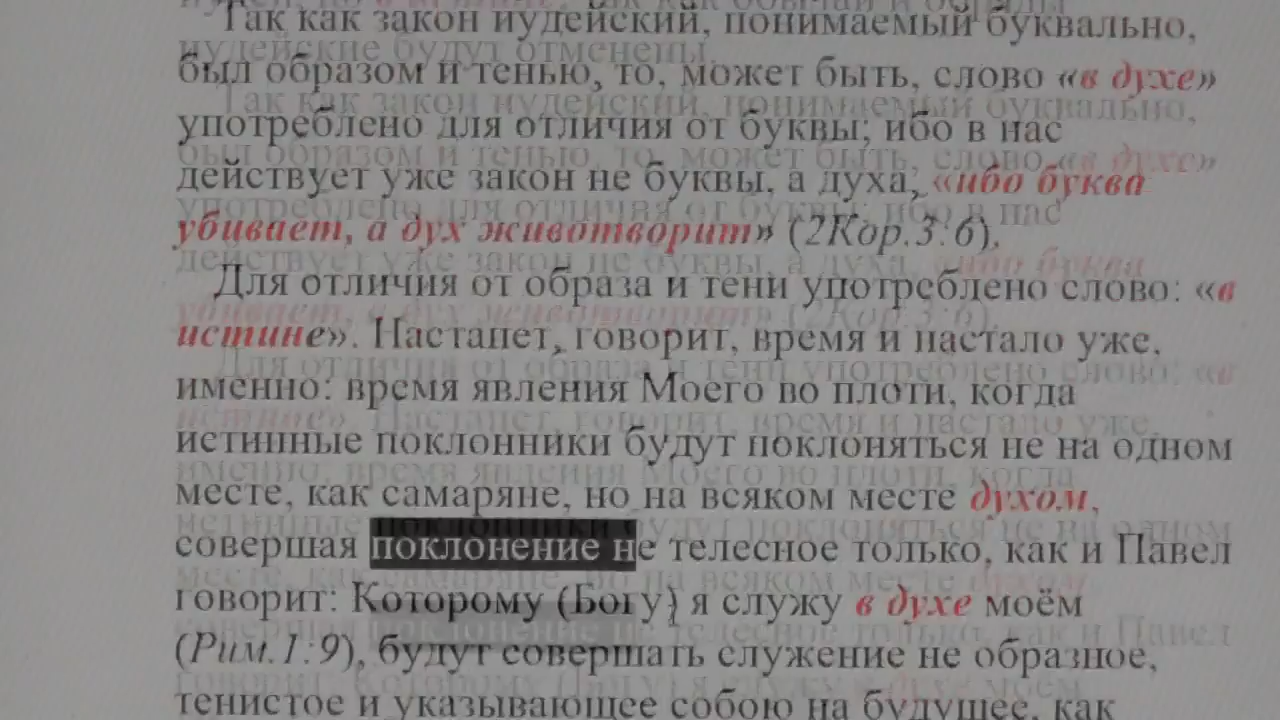 Так как закон иудейский, понимаемый буквально,
был образом и тенью, то, может быть, слово «в духе»
употреблено для отличия от буквы; ибо в нас
действует уже закон не буквы, а духа, «ибо буква
убивает, а дух животворит» (2Кор.3:6).
Для отличия от образа и тени употреблено слово: «в
истине». Настанет, говорит, время и настало уже,
именно: время явления Моего во плоти, когда
истинные поклонники будут поклоняться не на одном
месте, как самаряне, но на всяком месте духом,
совершая поклонение не телесное только, как и Павел
говорит: Которому (Богу) я служу в духе моём
(Рим.1:9), будут совершать служение не образное,
тенистое и указывающее собою на будущее, как